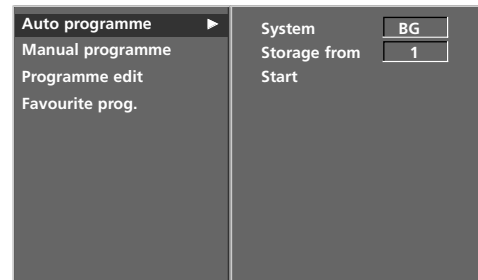 Auto programme ►
Manual programme
Programme edit
Favourite prog.
System BG
Storage from 1
Start